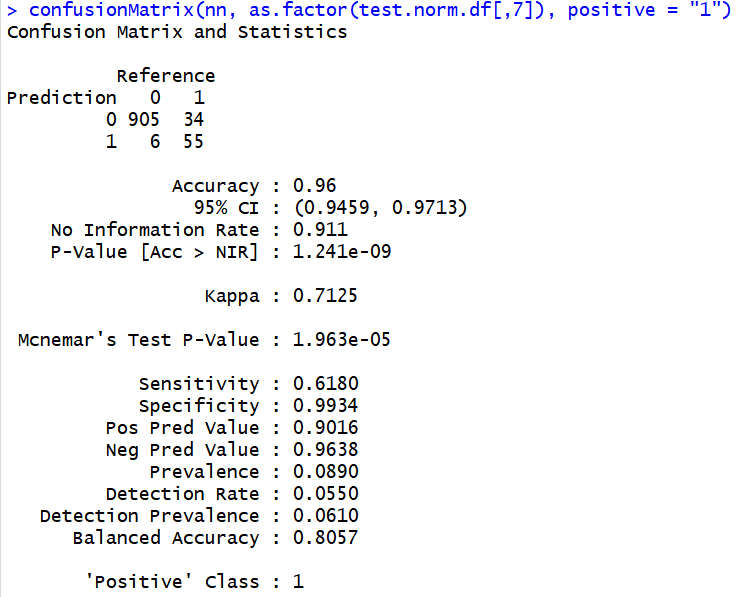 > confusionMatrix(nn, as.factor(test.norm.df[,7]), positive = "1")
Confusion Matrix and Statistics
Reference
Prediction 0 1
0 905 34
1 6 55
Accuracy : 0.96
95% CI : (0.9459, 0.9713)
No Information Rate : 0.911
P-Value [Acc > NIR] : 1.241e-09
Kappa : 0.7125
Mcnemar's Test P-Value : 1.963e-05
Sensitivity : 0.6180
Specificity : 0.9934
Pos Pred Value : 0.9016
Neg Pred Value : 0.9638
Prevalence : 0.0890
Detection Rate : 0.0550
Detection Prevalence : 0.0610
Balanced Accuracy : 0.8057
'Positive' Class : 1